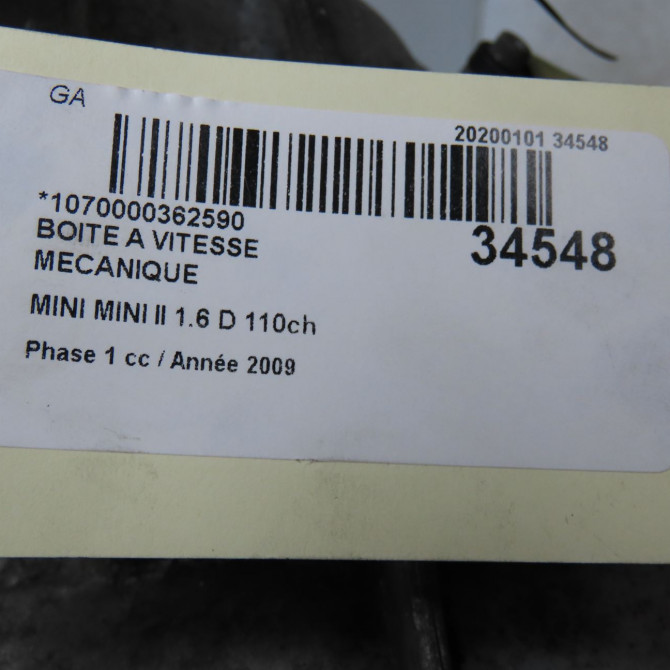 GA
20200101 34548
*1070000362590
34548
BOITE A VITESSE
MECANIQUE
MINI MINI II 1.6 D 110ch
Phase 1 cc / Année 2009